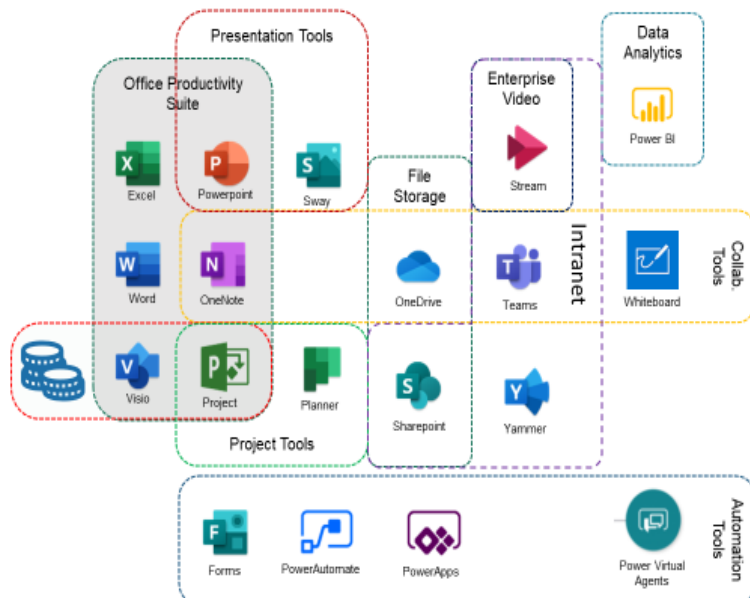 Presentation Tools
Data
Analytics
Office Productivity
Suite
Enterprise
Video
X
Excel
P
Powerpoint
S
Sway
File
Storage
Stream
Power BI
W
Word
N
OneNote
OneDrive
T
Teams
Intranet
Whiteboard
Collab.
Tools
V
Visio
P
Project
Planner
S
Sharepoint
Y
Yammer
Project Tools
F
Forms
PowerAutomate
PowerApps
Power Virtual
Agents
Automation
Tools